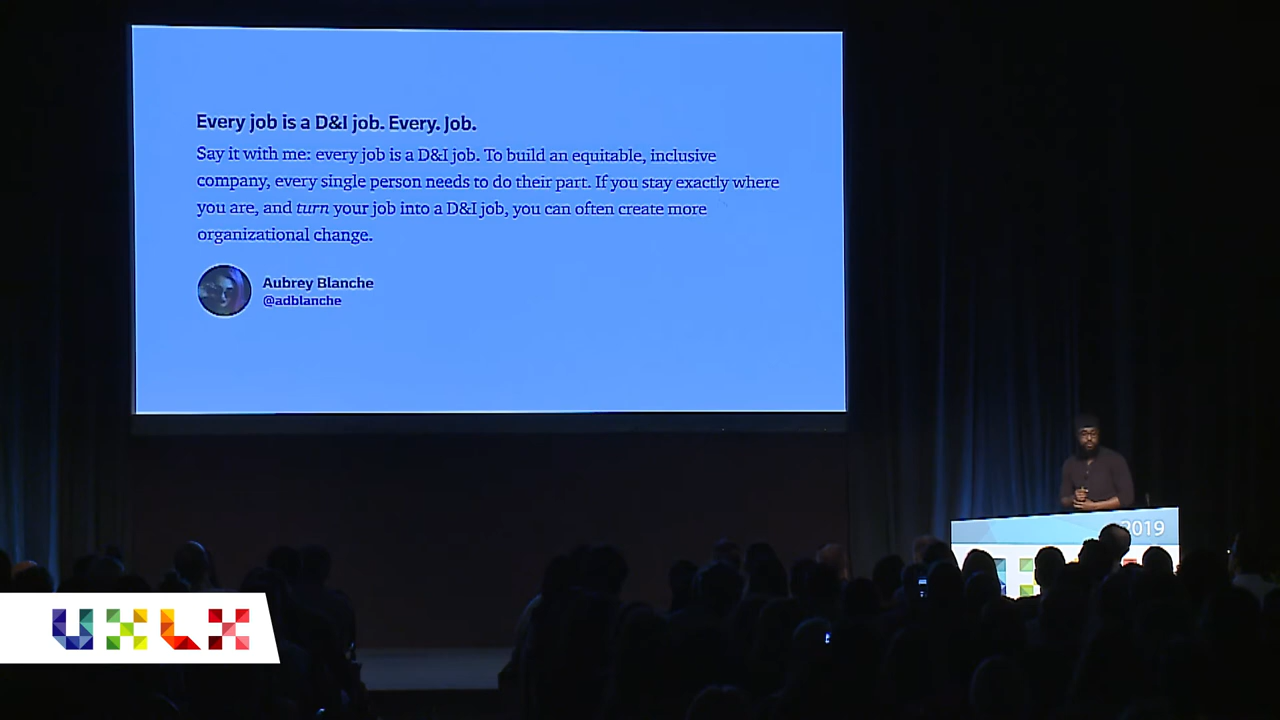 Every job is a D&I job. Every. Job.
Say it with me: every job is a D&I job. To build an equitable, inclusive
company, every single person needs to do their part. If you stay exactly where
you are, and turn your job into a D&I job, you can often create more
organizational change.
Aubrey Blanche
@adblanche
2019
UXLX